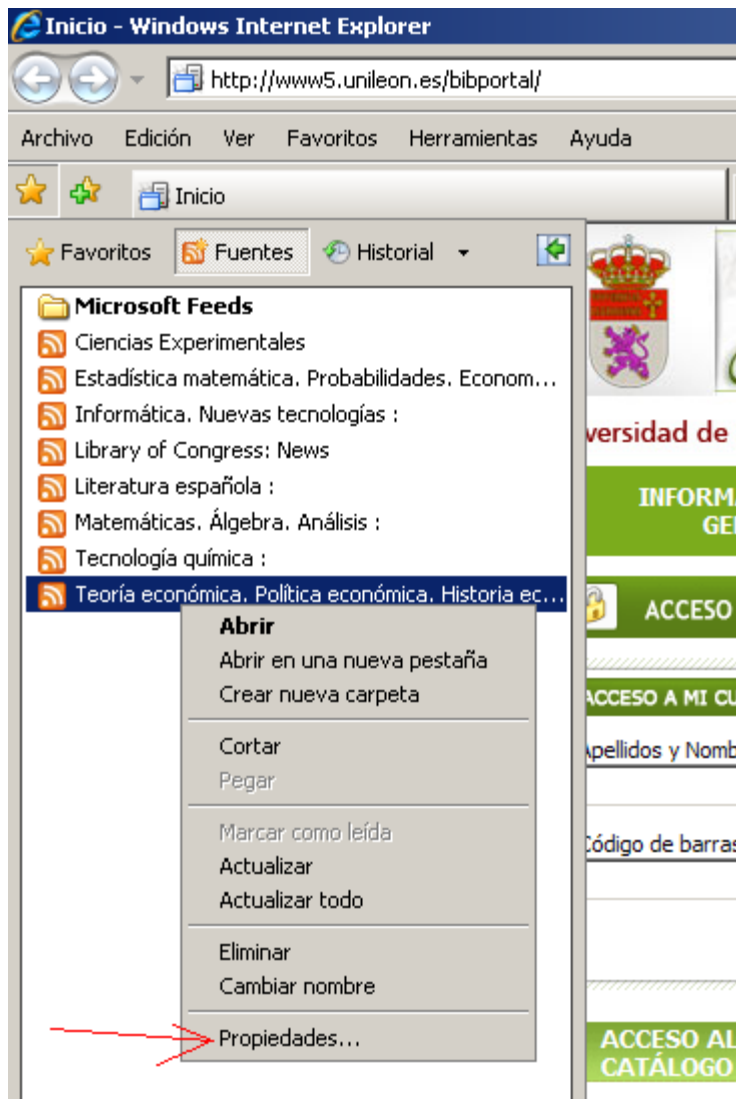 Inicio - Windows Internet Explorer
http://www5.unileon.es/bibportal/
Archivo Edición Ver Favoritos Herramientas Ayuda
Inicio
Favoritos Fuentes Historial
Microsoft Feeds
Ciencias Experimentales
Estadística matemática. Probabilidades. Econom...
Informática. Nuevas tecnologías :
Library of Congress: News
Literatura española :
Matemáticas. Álgebra. Análisis :
Tecnología química :
Teoría económica. Política económica. Historia ec...
Abrir
Abrir en una nueva pestaña
Crear nueva carpeta
Cortar
Pegar
Marcar como leída
Actualizar
Actualizar todo
Eliminar
Cambiar nombre
Propiedades...
versidad de
INFORMA
GE
ACCESO
ACCESO A MI CU
Apellidos y Nomb
Código de barras
ACCESO AL
CATÁLOGO